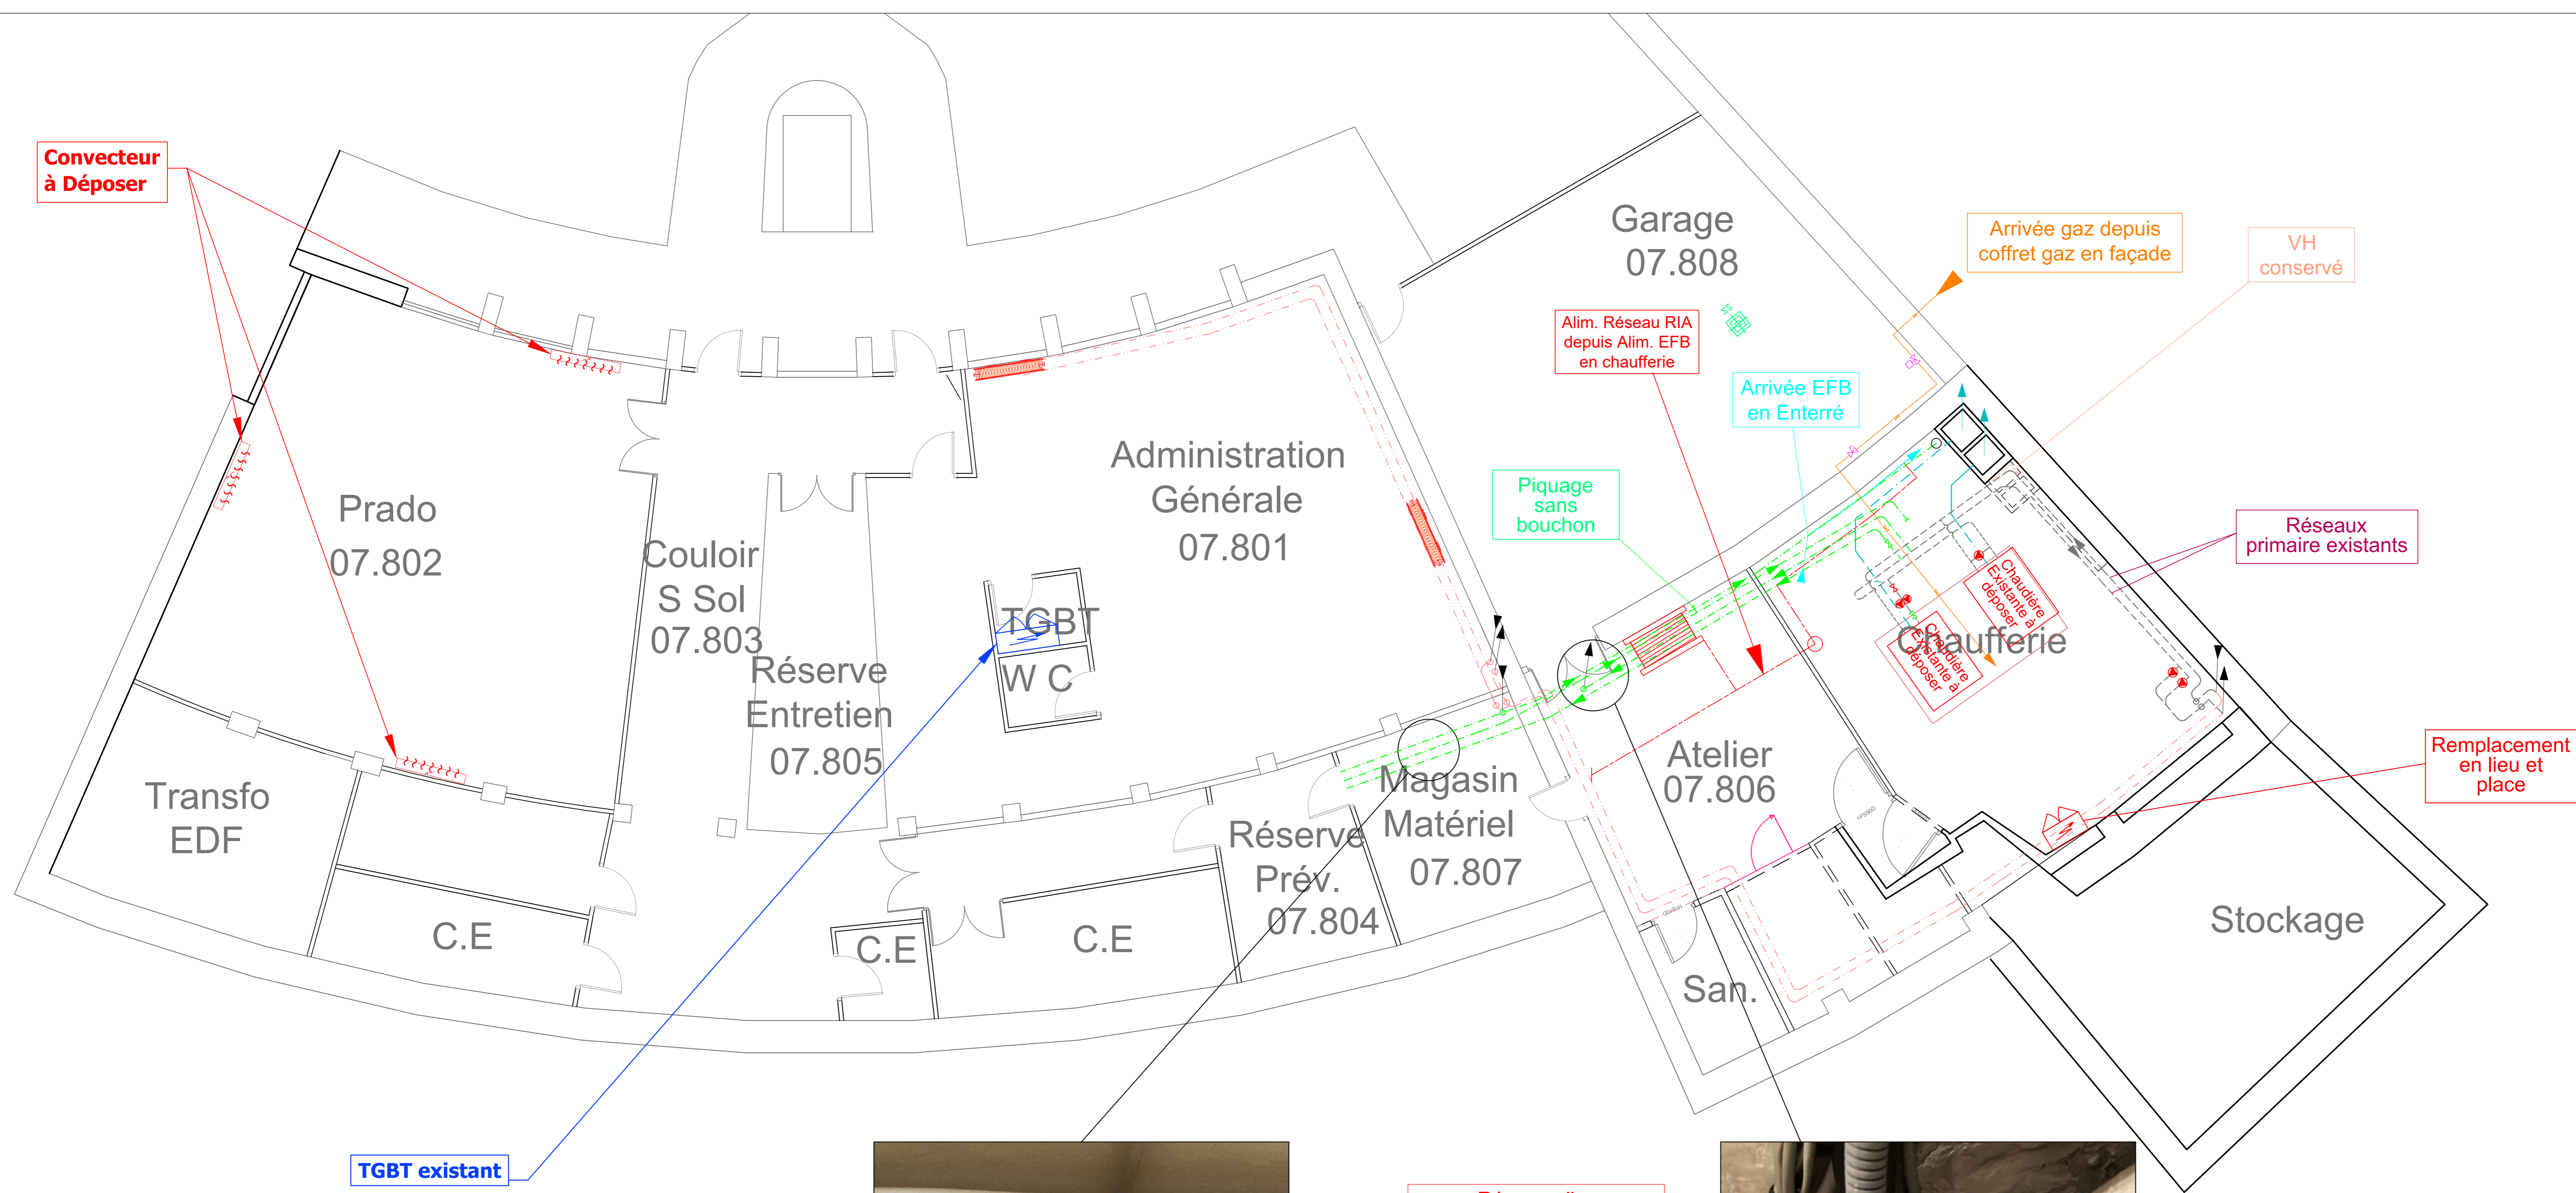 Convecteur
à Déposer
Garage
07.808
Arrivée gaz depuis
coffret gaz en façade
VH
conservé
Alim. Réseau RIA
depuis Alim. EFB
en chaufferie
Arrivée EFB
en Enterré
Piquage
sans
bouchon
Réseaux
primaire existants
Prado
07.802
Administration
Générale
07.801
Couloir
S Sol
07.803
TGBT
W C
Réserve
Entretien
07.805
Chaudière
Existante à
déposer
Chaudière
Existante à
déposer
Chaufferie
Remplacement
en lieu et
place
Atelier
07.806
Magasin
Matériel
07.807
Transfo
EDF
Réserve
Prév.
07.804
C.E
C.E
C.E
San.
Stockage
TGBT existant